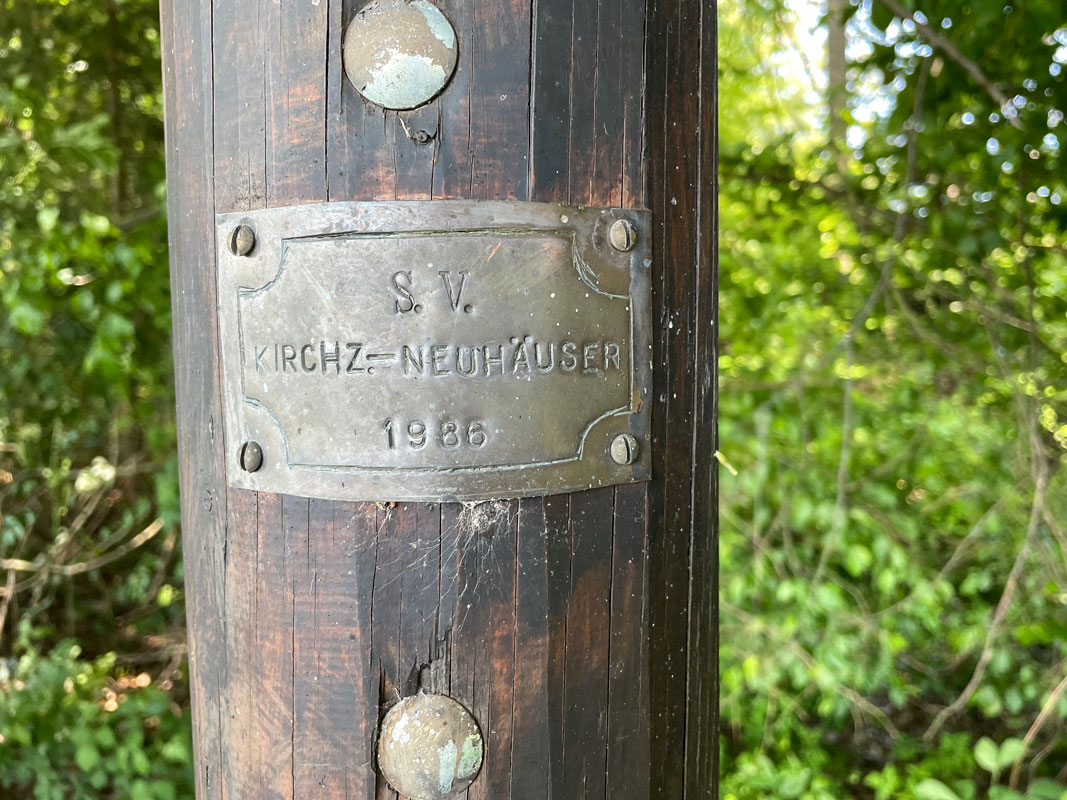 S. V.
KIRCHZ.–NEUHÄUSER
1986